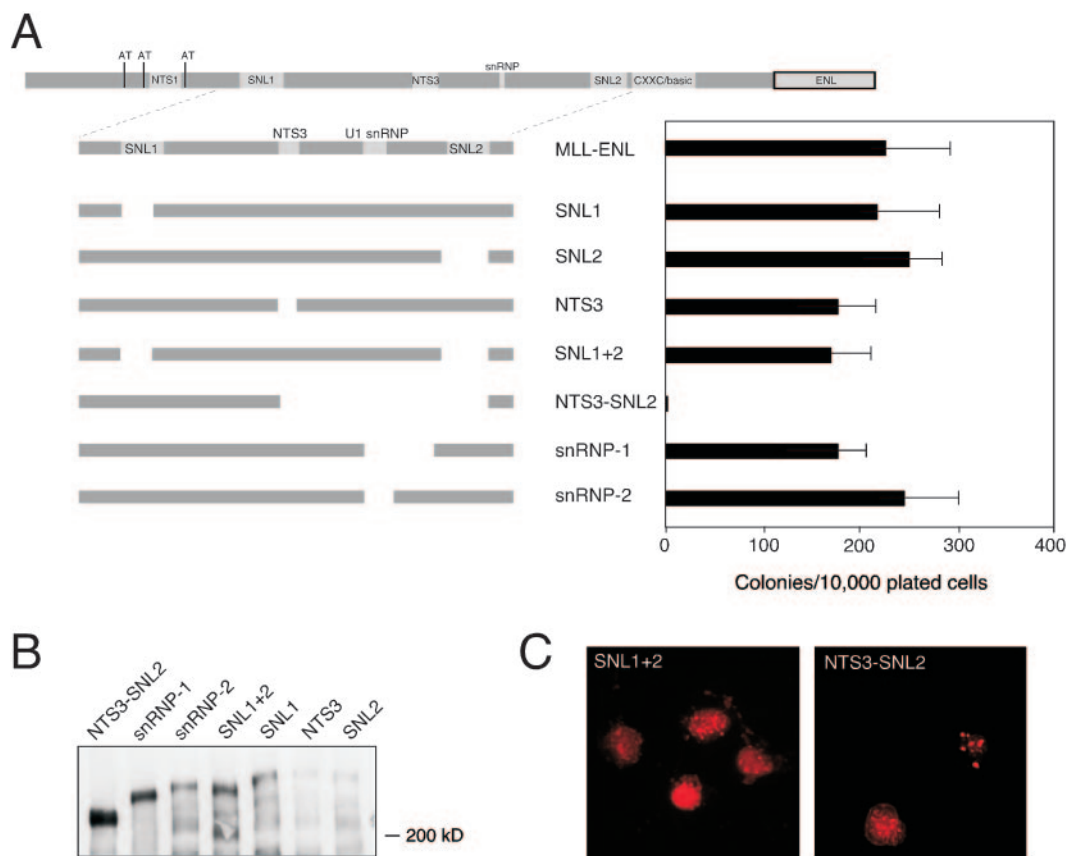 A
AT AT AT
NTS1 SNL1 NTS3 snRNP SNL2 CXXC/basic ENL
NTS3 U1 snRNP
SNL1 SNL2
MLL-ENL
SNL1
SNL2
NTS3
SNL1+2
NTS3-SNL2
snRNP-1
snRNP-2
0 100 200 300 400
Colonies/10,000 plated cells
B
NTS3-SNL2 snRNP-1 snRNP-2 SNL1+2 SNL1 NTS3 SNL2
200 kD
C
SNL1+2
NTS3-SNL2